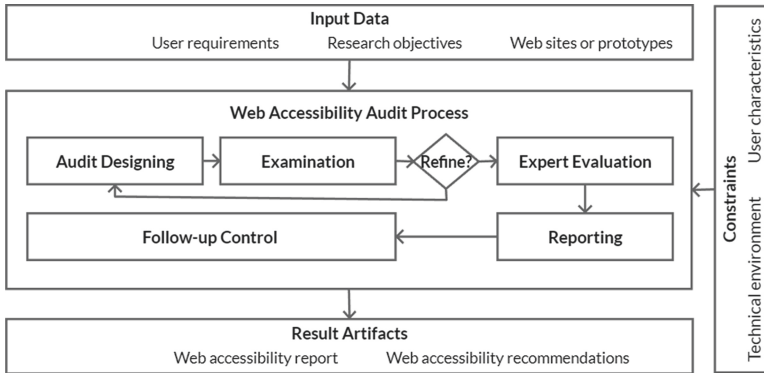 Input Data
User requirements Research objectives Web sites or prototypes
Web Accessibility Audit Process
Audit Designing Examination Refine? Expert Evaluation
Follow-up Control Reporting
Result Artifacts
Web accessibility report Web accessibility recommendations
Constraints
Technical environment User characteristics